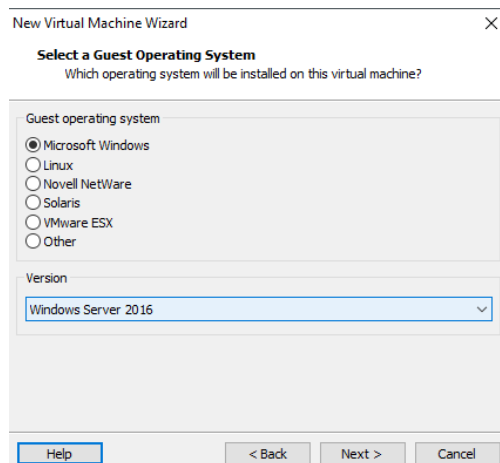 New Virtual Machine Wizard
Select a Guest Operating System
Which operating system will be installed on this virtual machine?
Guest operating system
Microsoft Windows
Linux
Novell NetWare
Solaris
VMware ESX
Other
Version
Windows Server 2016
Help < Back Next > Cancel